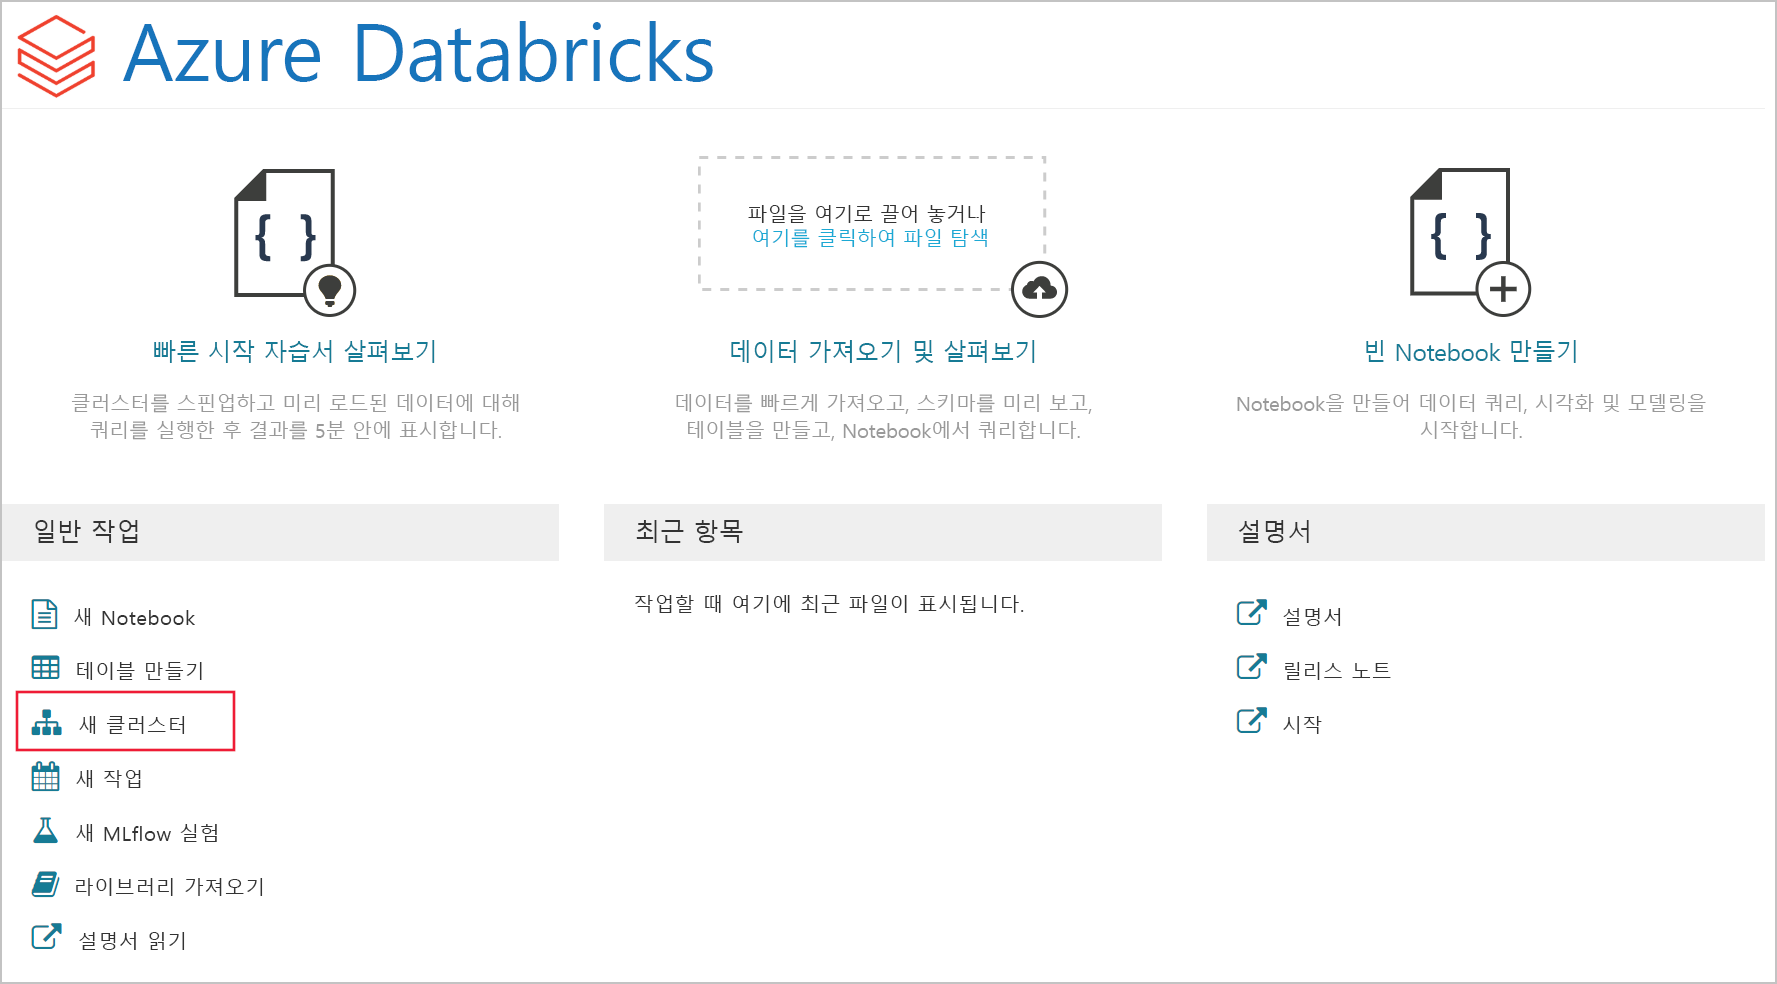 Azure Databricks
파일을 여기로 끌어 놓거나
여기를 클릭하여 파일 탐색
빠른 시작 자습서 살펴보기
클러스터를 스핀업하고 미리 로드된 데이터에 대해
쿼리를 실행한 후 결과를 5분 안에 표시합니다.
데이터 가져오기 및 살펴보기
데이터를 빠르게 가져오고, 스키마를 미리 보고,
테이블을 만들고, Notebook에서 쿼리합니다.
빈 Notebook 만들기
Notebook을 만들어 데이터 쿼리, 시각화 및 모델링을
시작합니다.
일반 작업
새 Notebook
테이블 만들기
새 클러스터
새 작업
새 MLflow 실험
라이브러리 가져오기
설명서 읽기
최근 항목
작업할 때 여기에 최근 파일이 표시됩니다.
설명서
설명서
릴리스 노트
시작